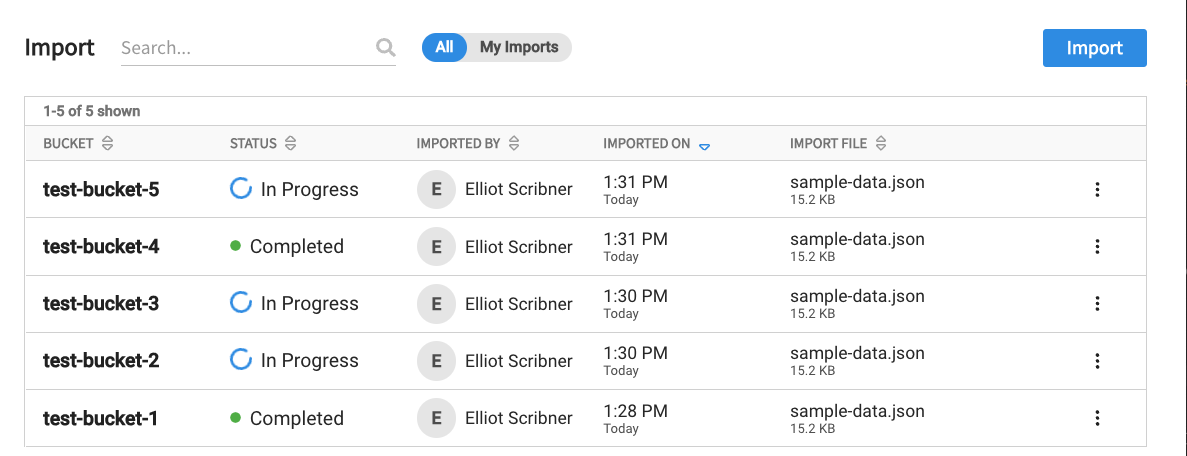 Import Search... All My Imports Import
1-5 of 5 shown
BUCKET STATUS IMPORTED BY IMPORTED ON IMPORT FILE
test-bucket-5 In Progress E Elliot Scribner 1:31 PM sample-data.json
Today 15.2 KB
test-bucket-4 Completed E Elliot Scribner 1:31 PM sample-data.json
Today 15.2 KB
test-bucket-3 In Progress E Elliot Scribner 1:30 PM sample-data.json
Today 15.2 KB
test-bucket-2 In Progress E Elliot Scribner 1:30 PM sample-data.json
Today 15.2 KB
test-bucket-1 Completed E Elliot Scribner 1:28 PM sample-data.json
Today 15.2 KB